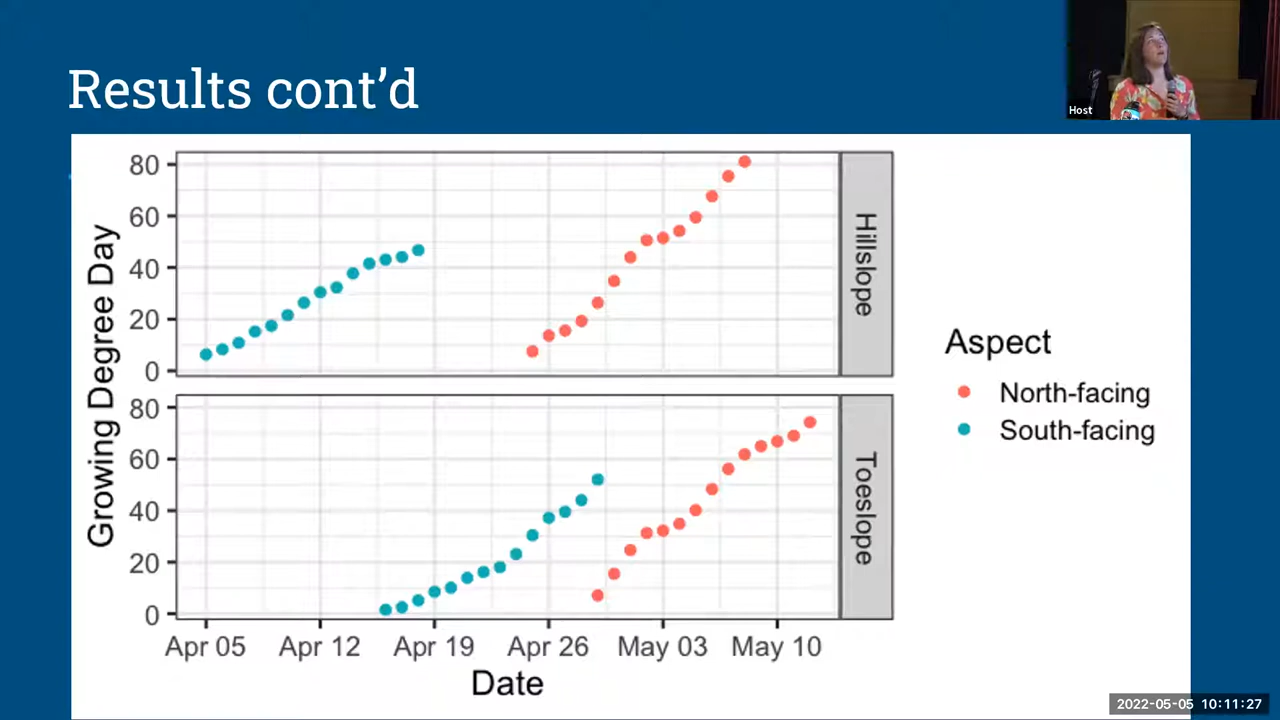 Results cont’d
Host
Growing Degree Day
80
60
40
20
0
Hillslope
80
60
40
20
0
Toeslope
Apr 05 Apr 12 Apr 19 Apr 26 May 03 May 10
Date
Aspect
North-facing
South-facing
2022-05-05 10:11:27